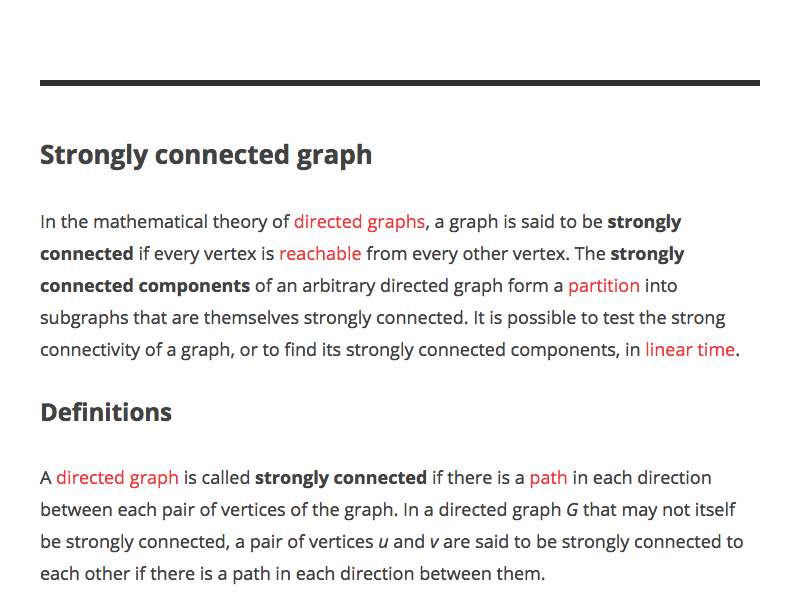 Strongly connected graph
In the mathematical theory of directed graphs, a graph is said to be strongly
connected if every vertex is reachable from every other vertex. The strongly
connected components of an arbitrary directed graph form a partition into
subgraphs that are themselves strongly connected. It is possible to test the strong
connectivity of a graph, or to find its strongly connected components, in linear time.
Definitions
A directed graph is called strongly connected if there is a path in each direction
between each pair of vertices of the graph. In a directed graph G that may not itself
be strongly connected, a pair of vertices u and v are said to be strongly connected to
each other if there is a path in each direction between them.